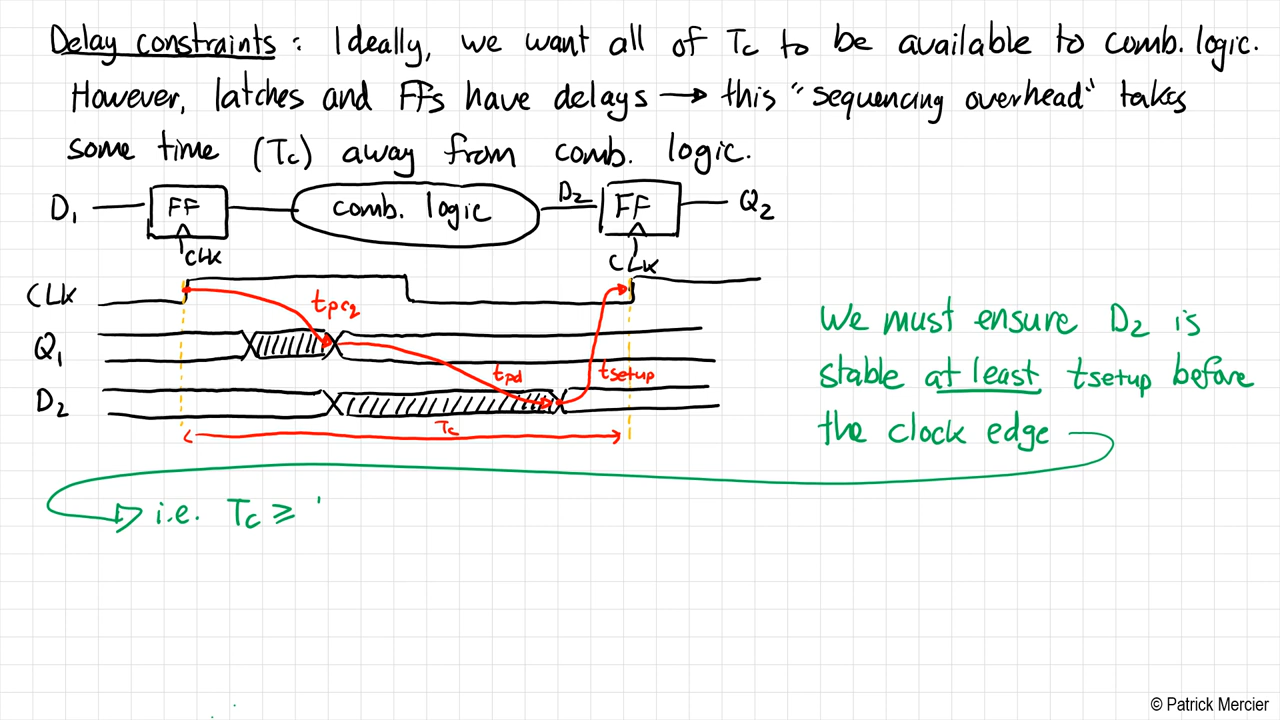 Delay constraints: Ideally, we want all of Tc to be available to comb. logic.
However, latches and FFs have delays → this "sequencing overhead" takes
some time (Tc) away from comb. logic.
D₁ FF comb. logic D₂ FF Q₂
CLK CLK
CLK
tpcq
Q₁
tpd tsetup
D₂
Tc
We must ensure D₂ is
stable at least tsetup before
the clock edge
i.e. Tc ≥
© Patrick Mercier